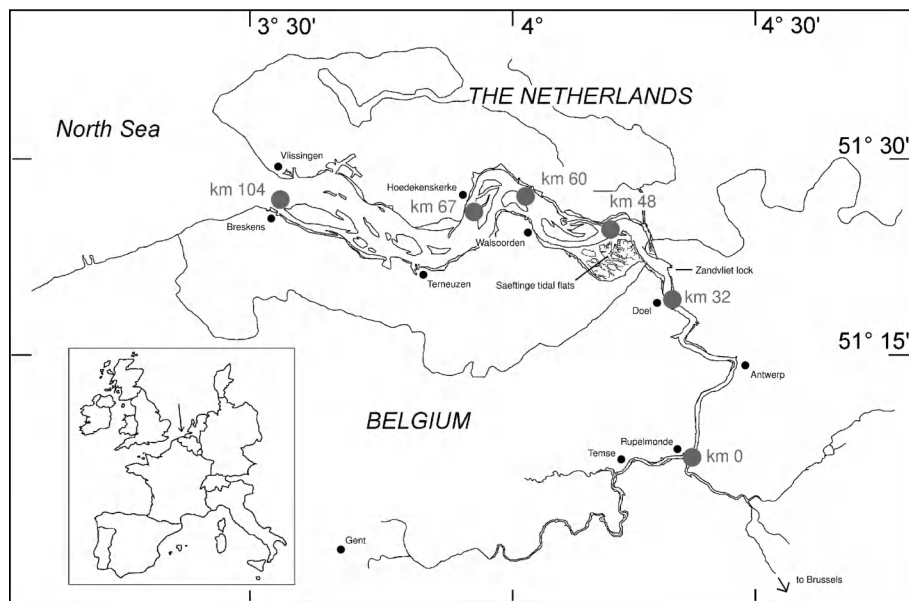 3° 30'
4°
4° 30'
THE NETHERLANDS
North Sea
51° 30'
Vlissingen
km 60
Hoedekenskerke
km 104
km 67
km 48
Breskens
Walsoorden
Zandvliet lock
Terneuzen
Saeftinge tidal flats
km 32
Doel
51° 15'
Antwerp
BELGIUM
Rupelmonde
Temse
km 0
Gent
to Brussels